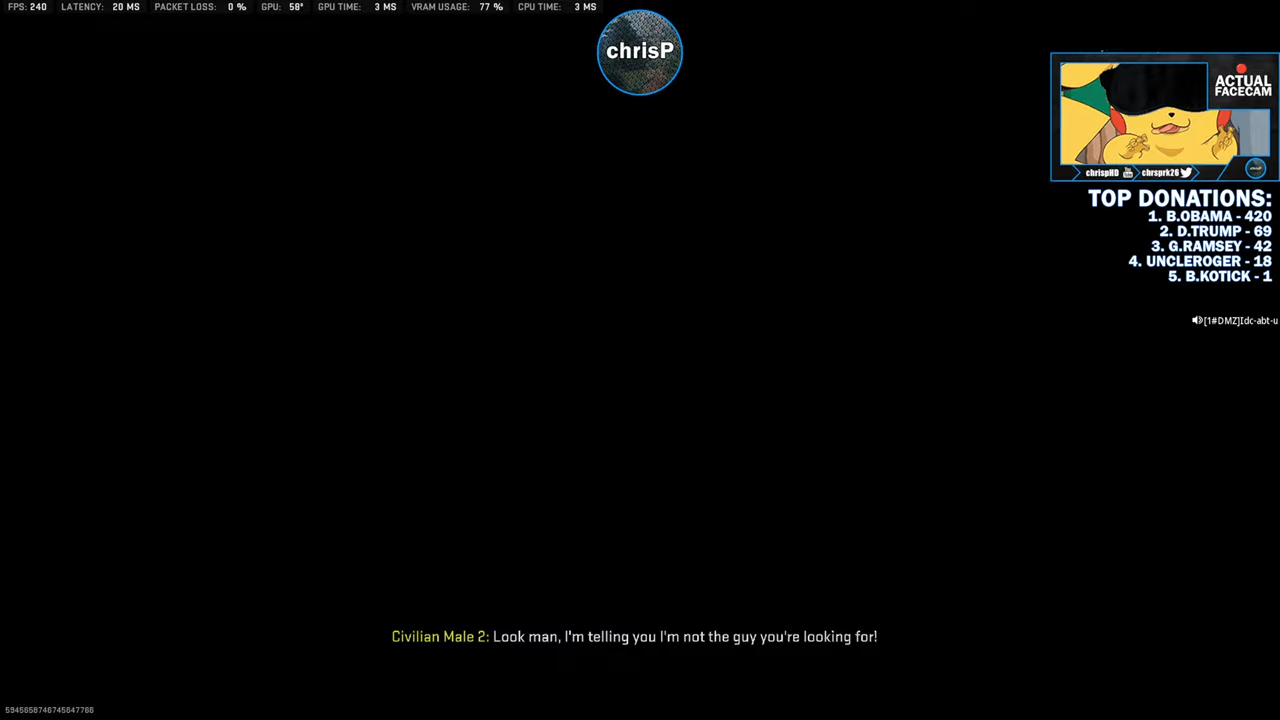 FPS: 240 LATENCY: 20 MS PACKET LOSS: 0 % GPU: 58° GPU TIME: 3 MS VRAM USAGE: 77 % CPU TIME: 3 MS
chrisP
ACTUAL
FACECAM
chrispHD chrsprk26
TOP DONATIONS:
1. B.OBAMA - 420
2. D.TRUMP - 69
3. G.RAMSEY - 42
4. UNCLEROGER - 18
5. B.KOTICK - 1
[1#DMZ]Idc-abt-u
Civilian Male 2: Look man, I'm telling you I'm not the guy you're looking for!